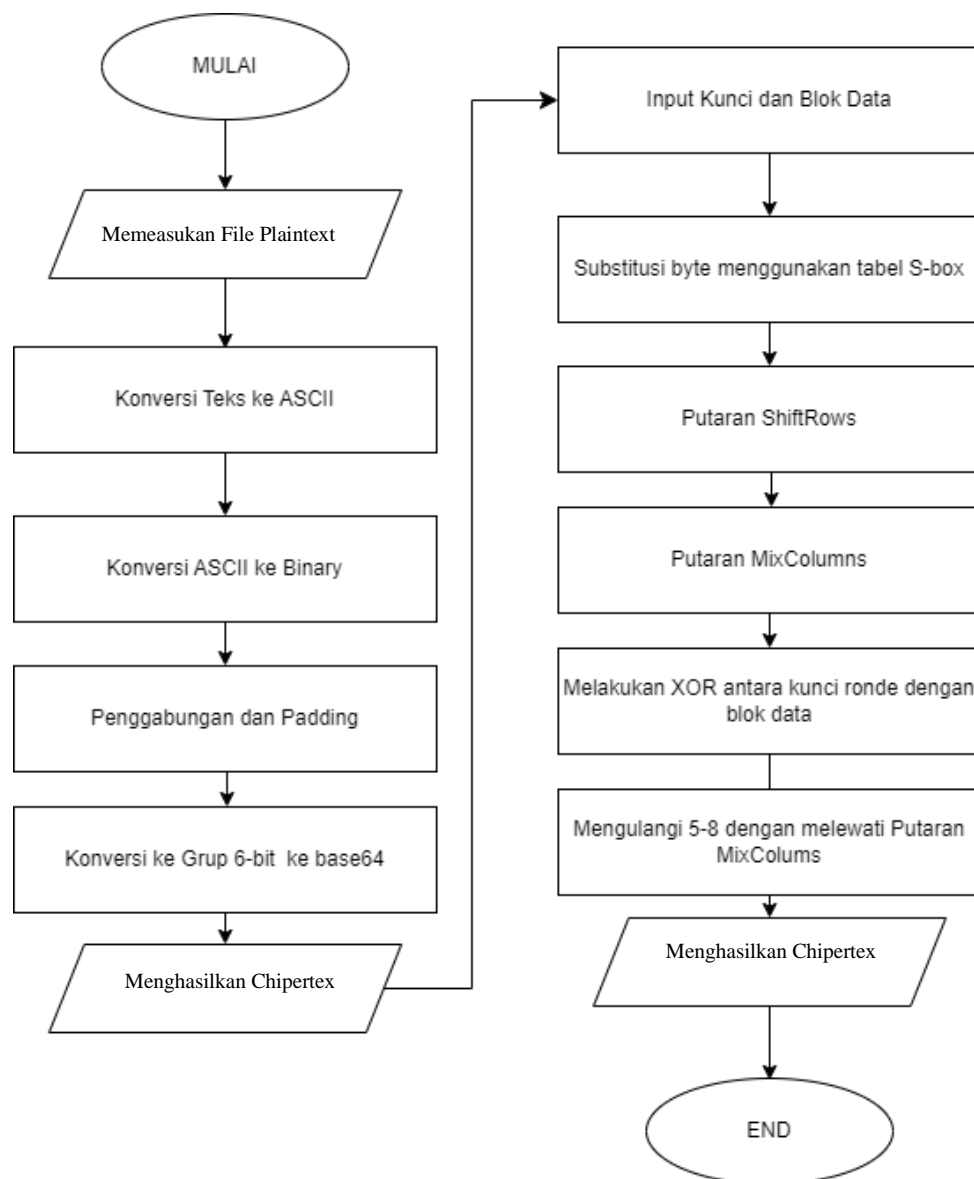 MULAI
Memeasukan File Plaintext
Konversi Teks ke ASCII
Konversi ASCII ke Binary
Penggabungan dan Padding
Konversi ke Grup 6-bit ke base64
Menghasilkan Chipertex
Input Kunci dan Blok Data
Substitusi byte menggunakan tabel S-box
Putaran ShiftRows
Putaran MixColumns
Melakukan XOR antara kunci ronde dengan
blok data
Mengulangi 5-8 dengan melewati Putaran
MixColums
Menghasilkan Chipertex
END